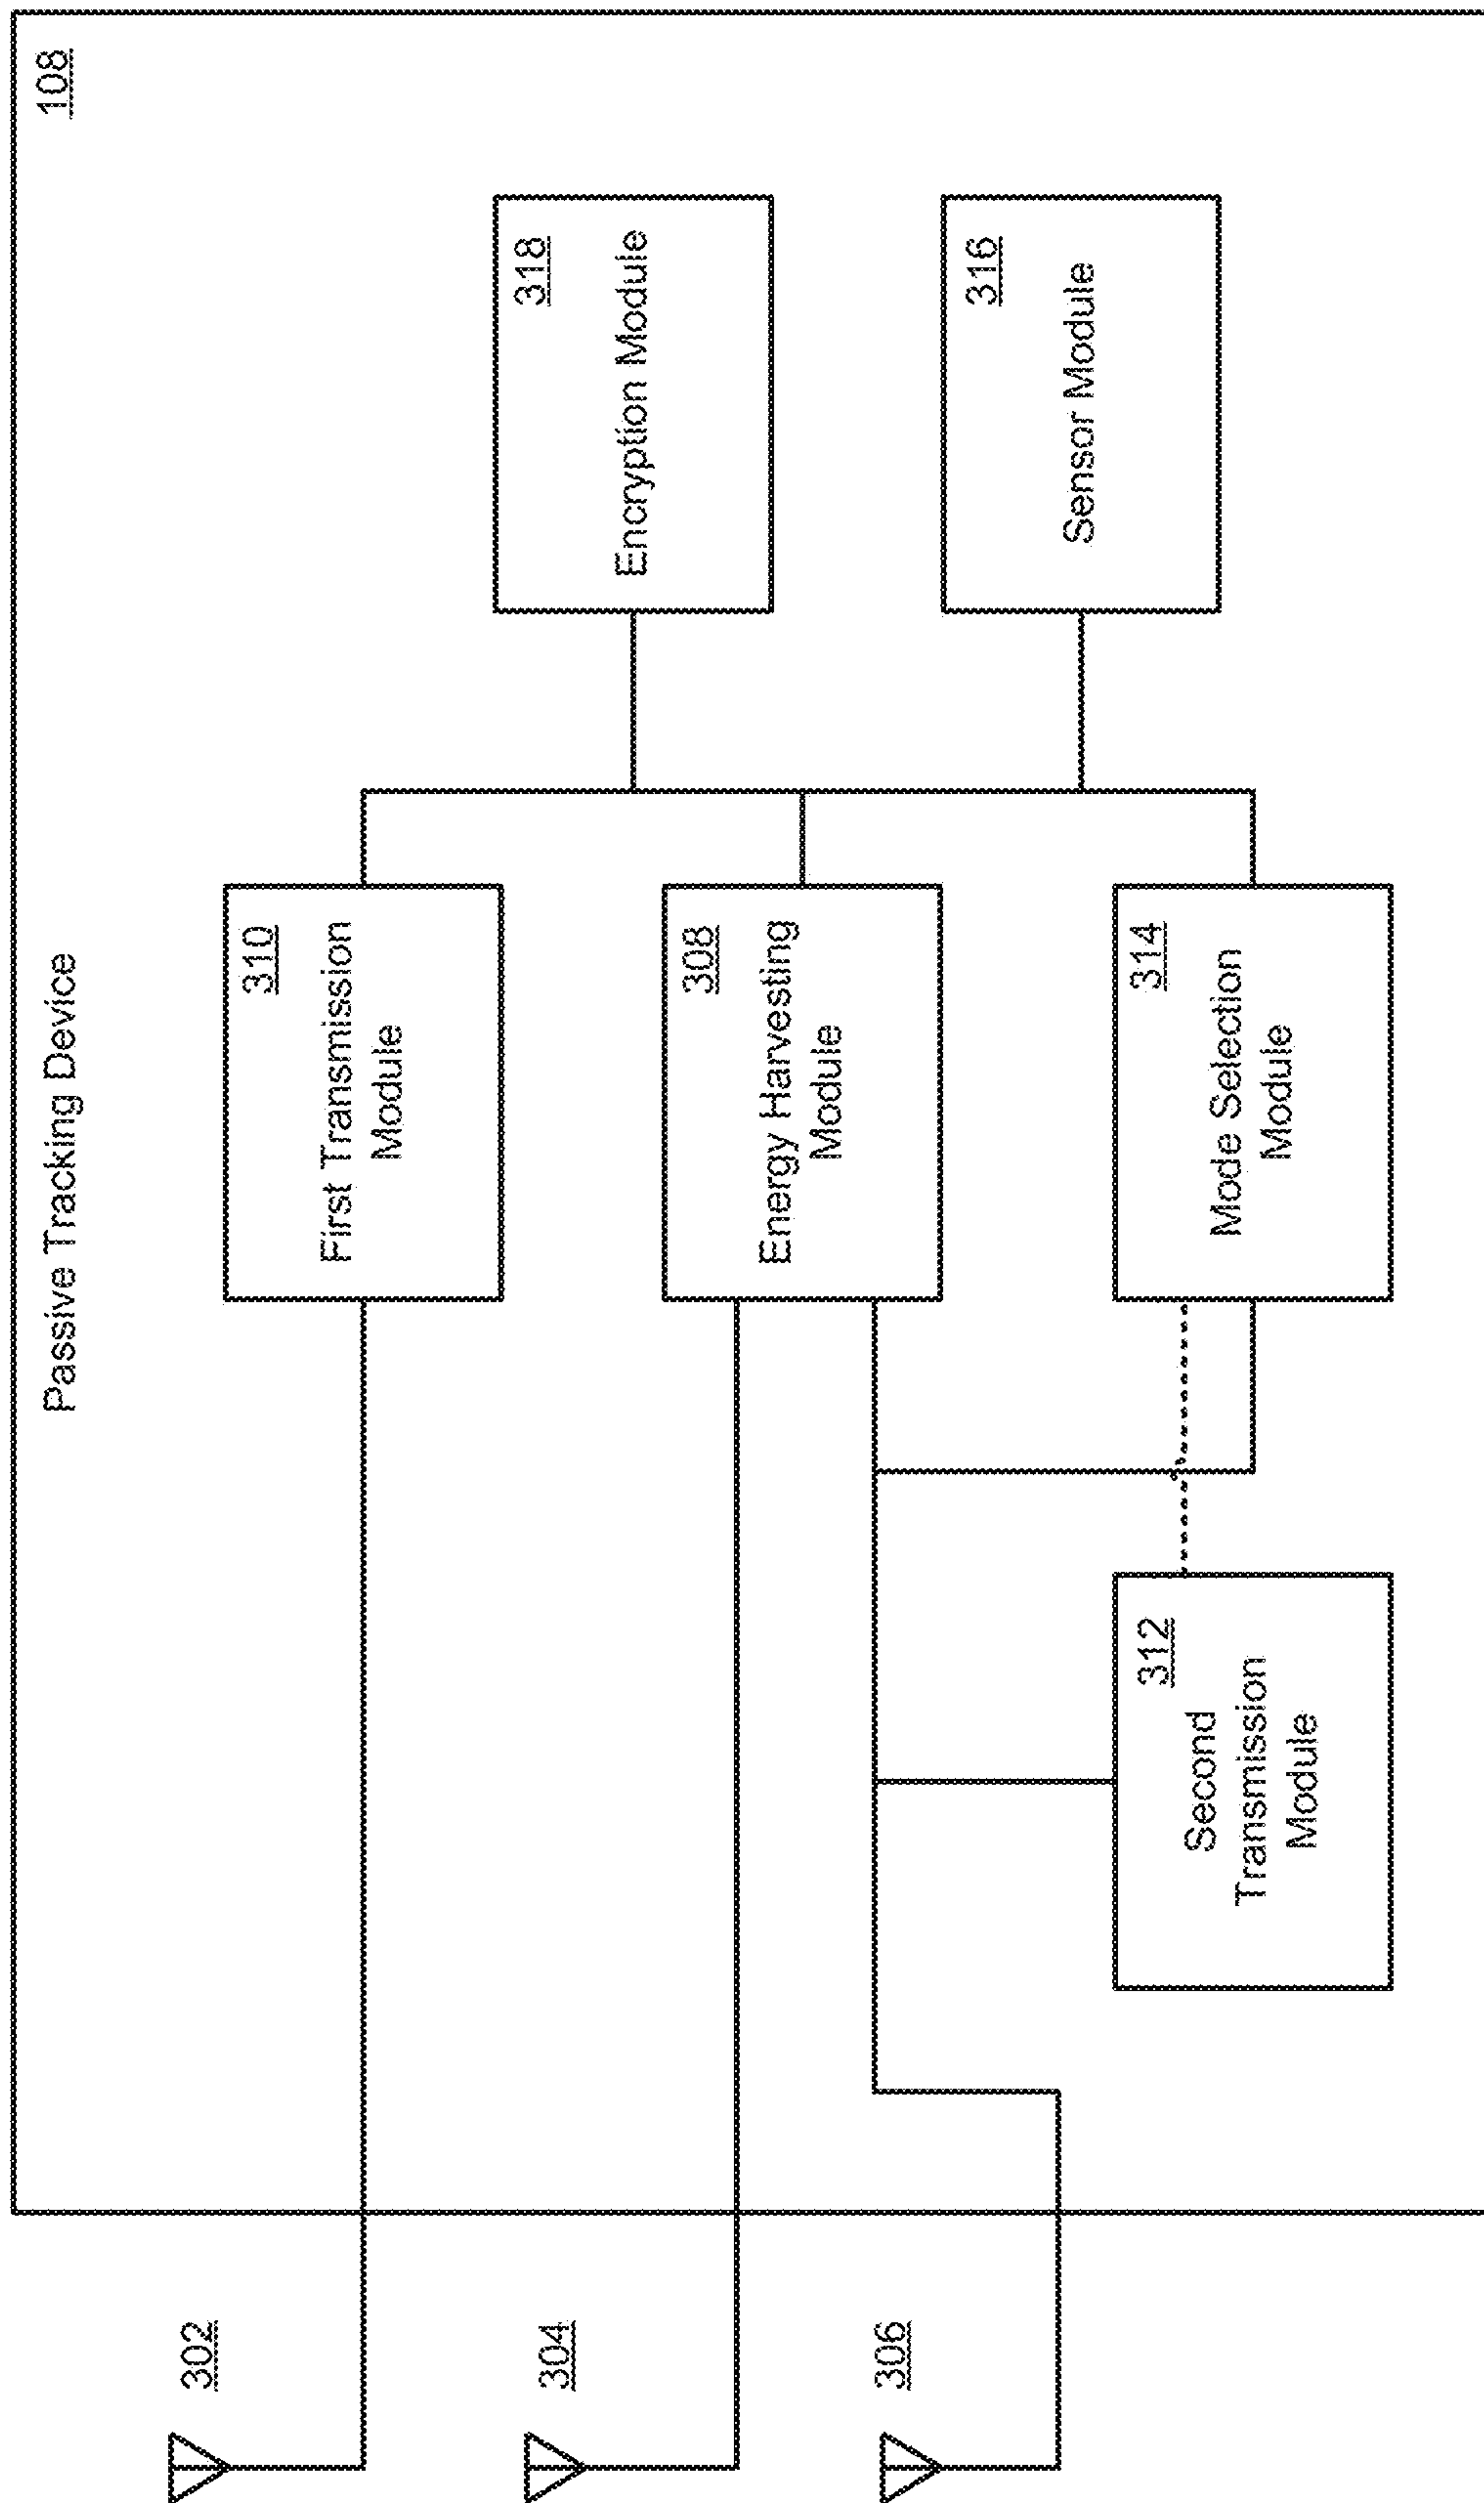 Passive Tracking Device
108
302
310
First Transmission
Module
318
Encryption Module
304
308
Energy Harvesting
Module
306
312
Second
Transmission
Module
314
Mode Selection
Module
316
Sensor Module